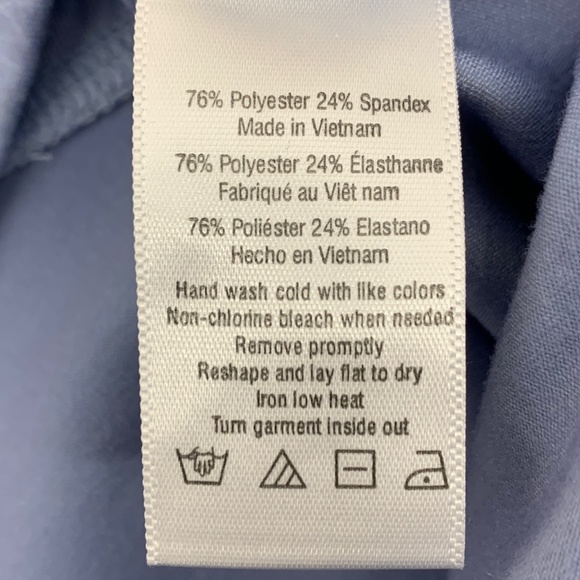 76% Polyester 24% Spandex
Made in Vietnam
76% Polyester 24% Élasthanne
Fabriqué au Viêt nam
76% Poliéster 24% Elastano
Hecho en Vietnam
Hand wash cold with like colors
Non-chlorine bleach when needed
Remove promptly
Reshape and lay flat to dry
Iron low heat
Turn garment inside out